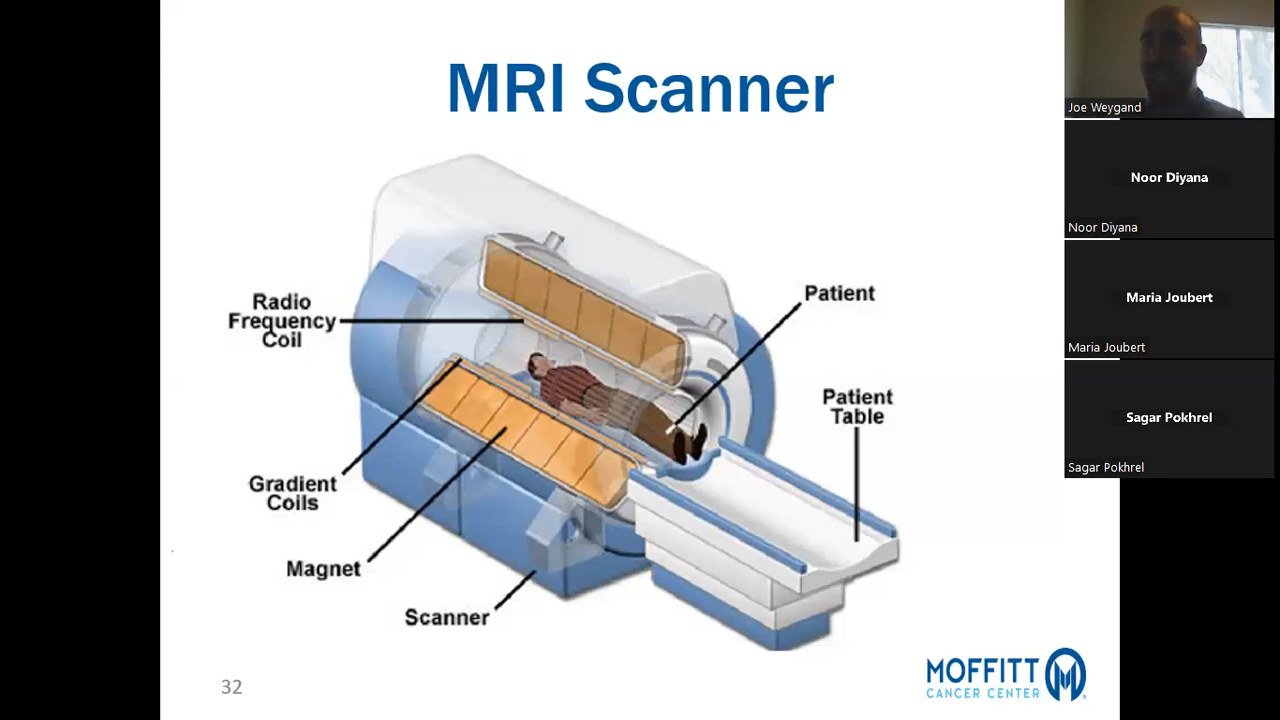 MRI Scanner
Radio
Frequency
Coil
Patient
Patient
Table
Gradient
Coils
Magnet
Scanner
32
MOFFITT
CANCER CENTER
Joe Weygand
Noor Diyana
Noor Diyana
Maria Joubert
Maria Joubert
Sagar Pokhrel
Sagar Pokhrel